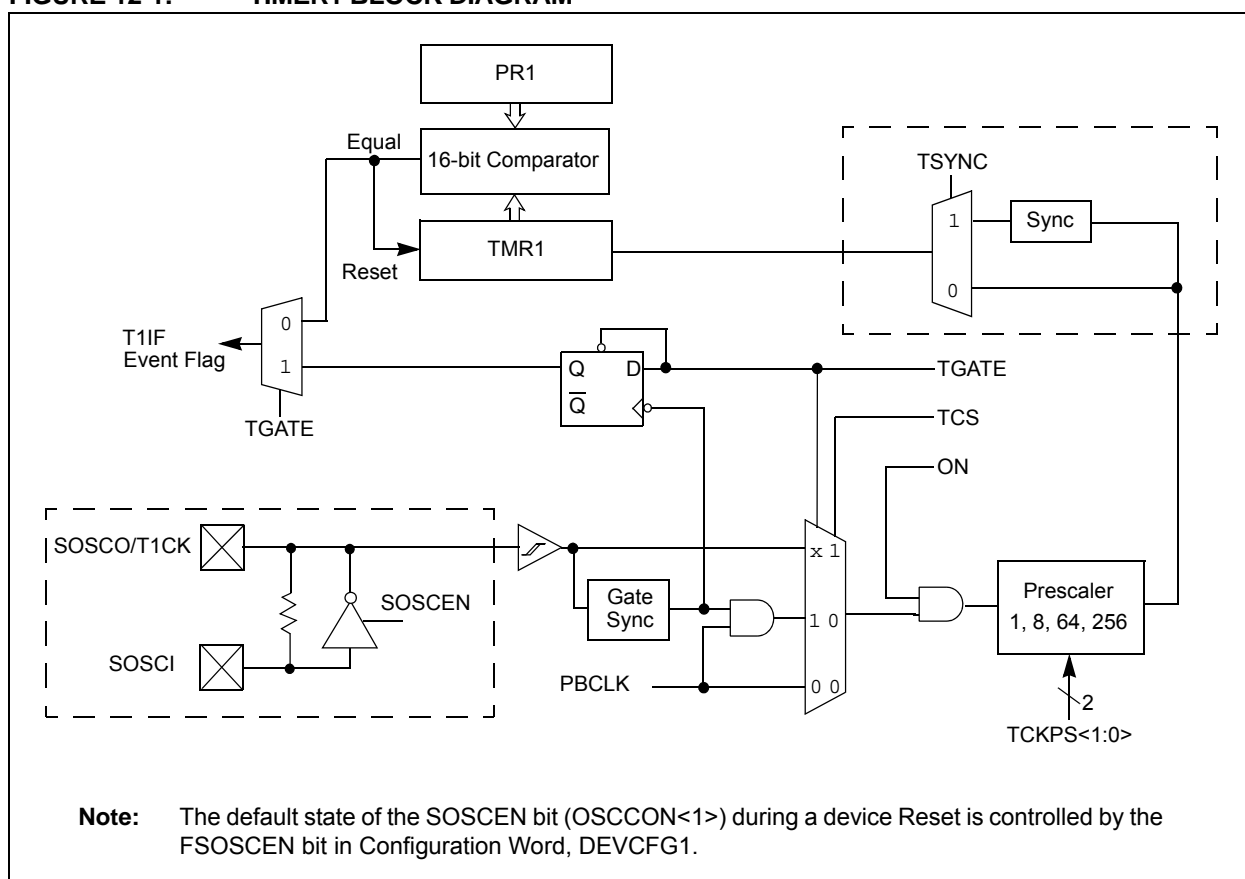 PR1
Equal
16-bit Comparator
TSYNC
1
Sync
TMR1
Reset
0
0
T1IF
Event Flag
1
Q
D
Q
TGATE
TGATE
TCS
ON
SOSCO/T1CK
x 1
SOSCEN
Gate
Sync
1 0
Prescaler
1, 8, 64, 256
SOSCI
PBCLK
0 0
2
TCKPS<1:0>
Note: The default state of the SOSCEN bit (OSCCON<1>) during a device Reset is controlled by the
FSOSCEN bit in Configuration Word, DEVCFG1.